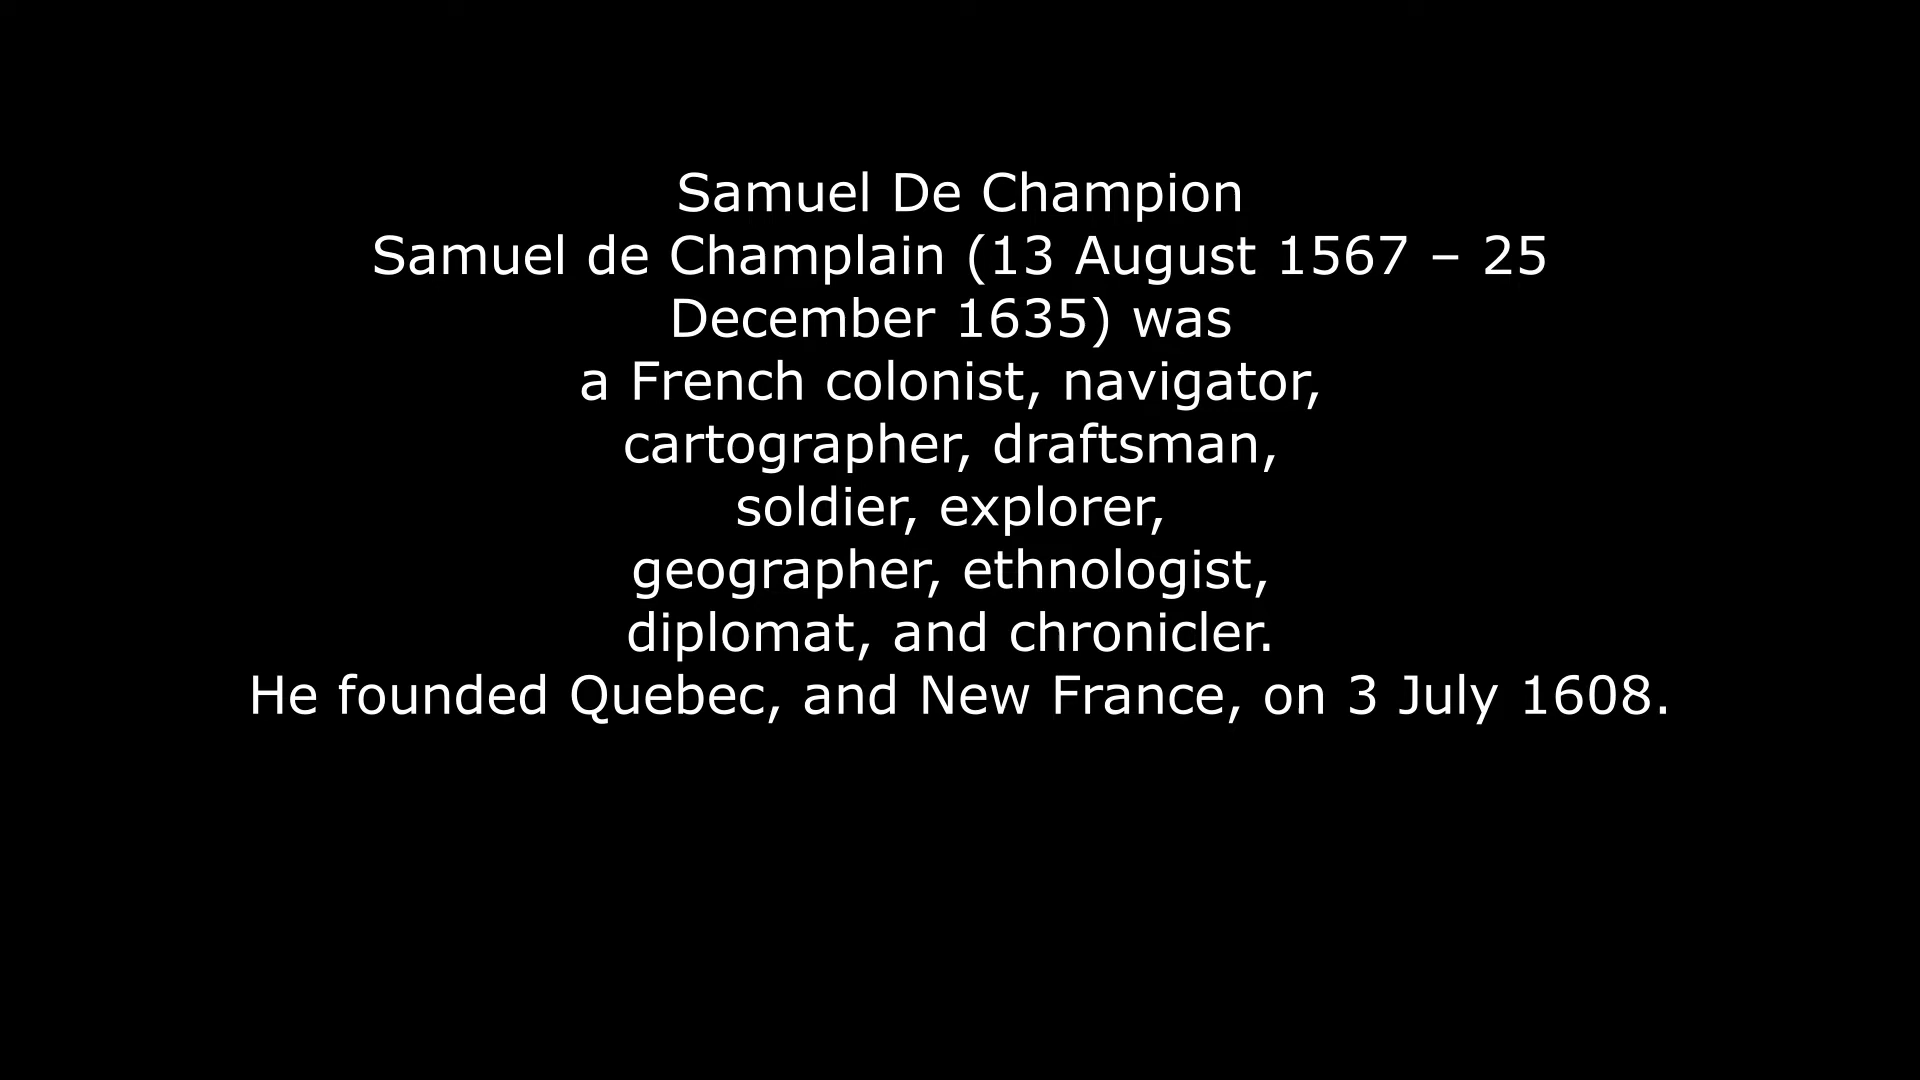 Samuel De Champion
Samuel de Champlain (13 August 1567 – 25
December 1635) was
a French colonist, navigator,
cartographer, draftsman,
soldier, explorer,
geographer, ethnologist,
diplomat, and chronicler.
He founded Quebec, and New France, on 3 July 1608.